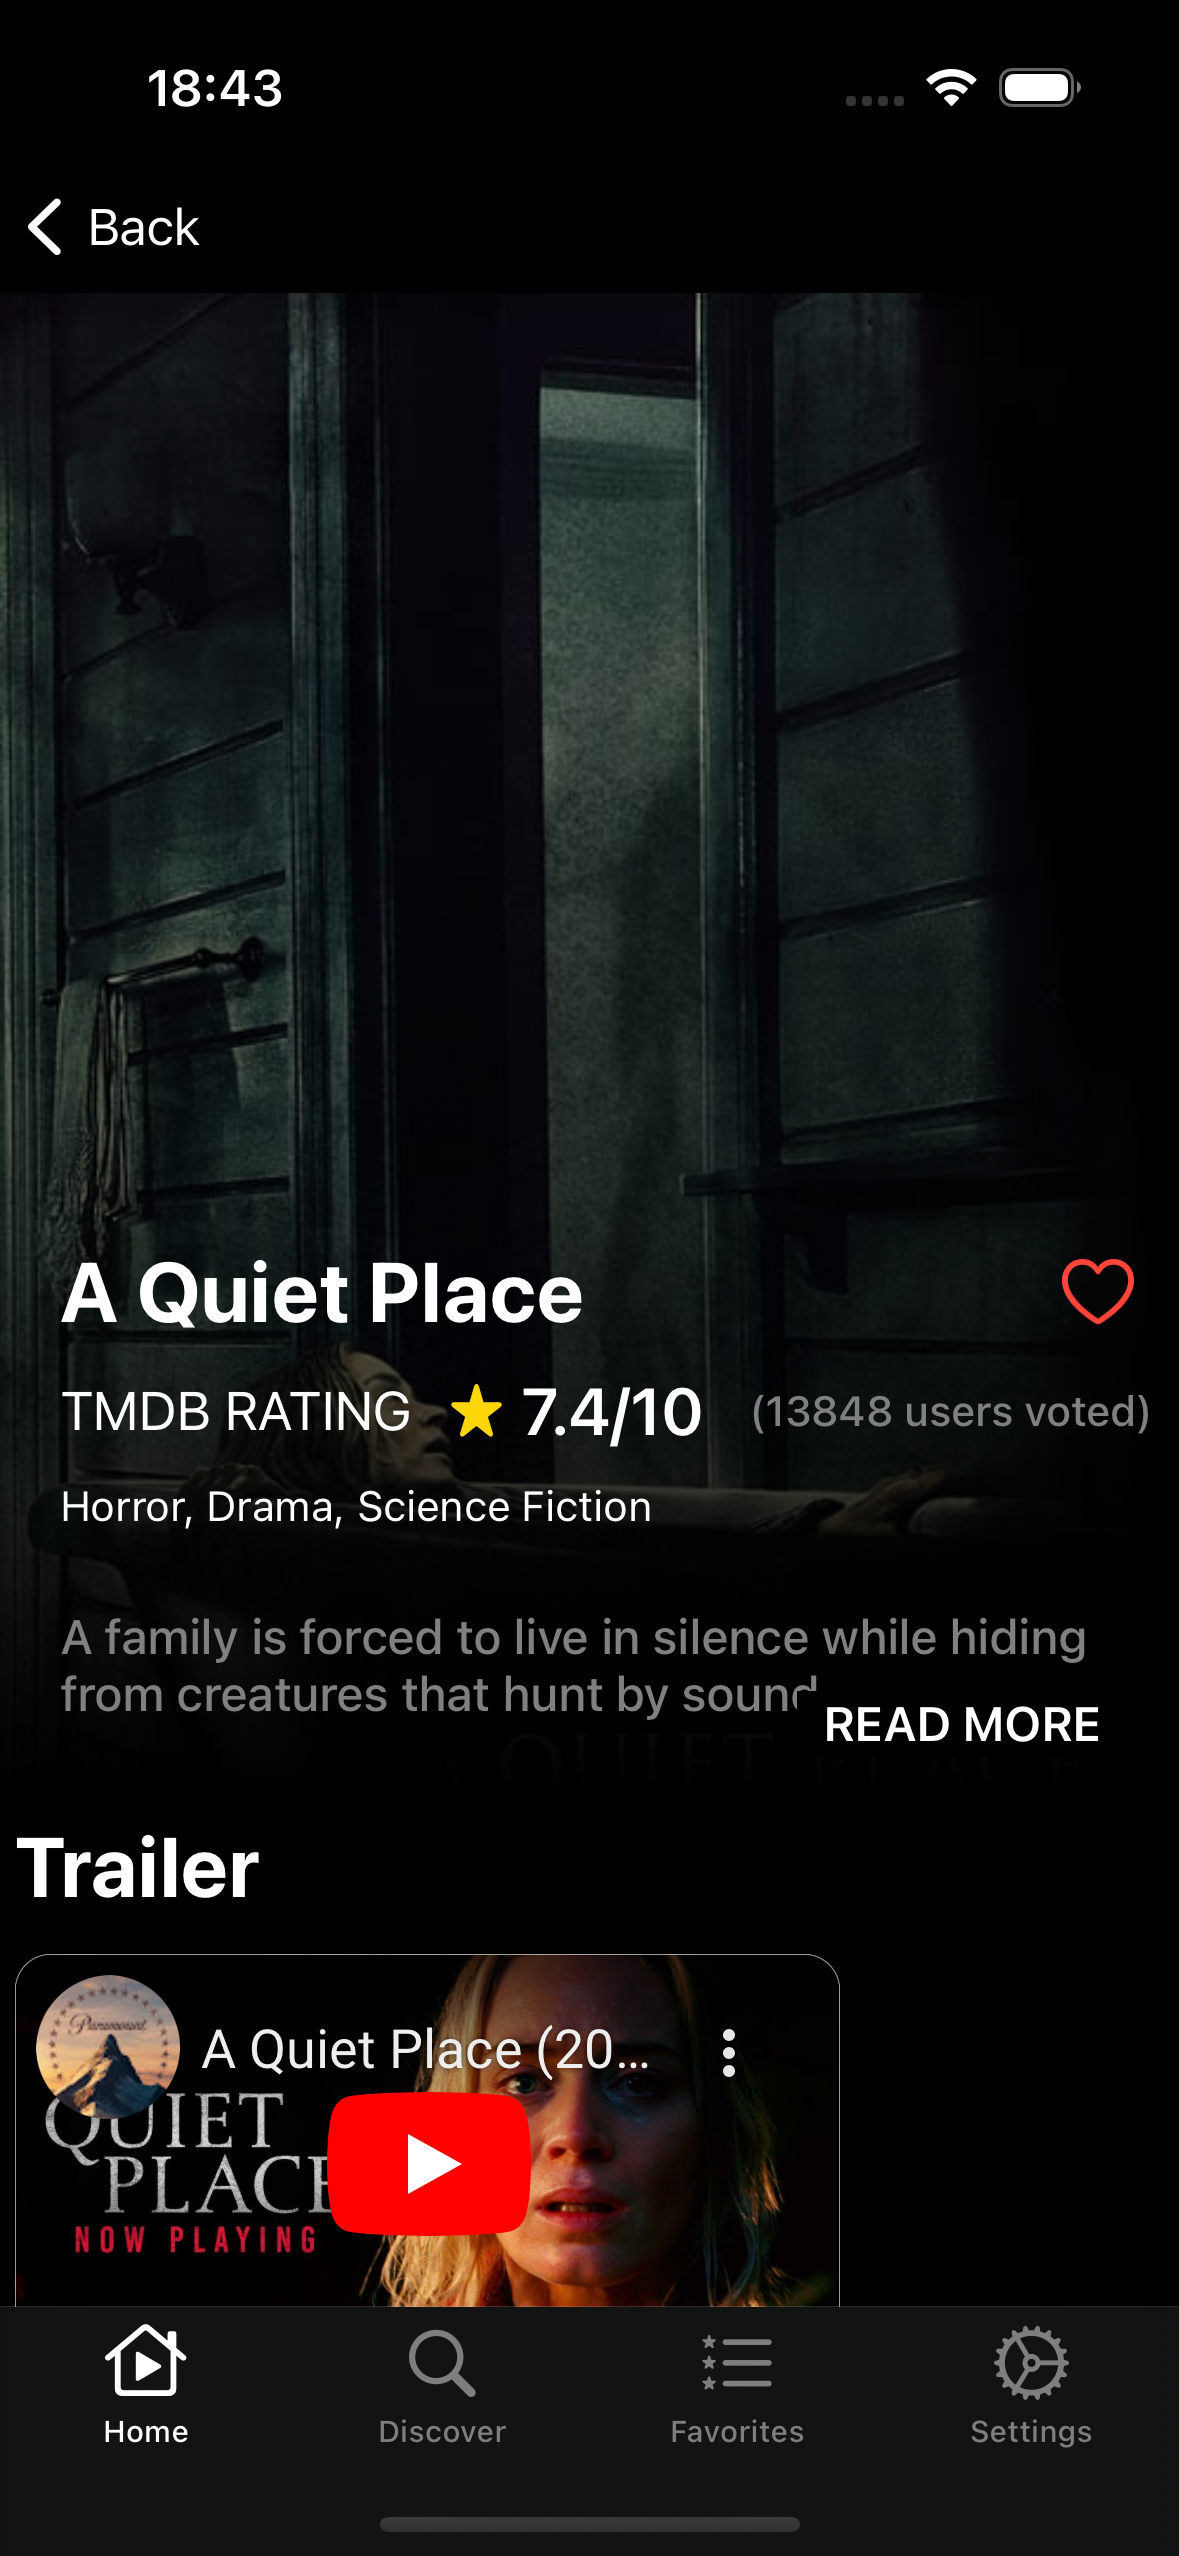 18:43
Back
A Quiet Place
TMDB RATING 7.4/10 (13848 users voted)
Horror, Drama, Science Fiction
A family is forced to live in silence while hiding
from creatures that hunt by sound
READ MORE
A QUIET PLACE
Trailer
Paramount
A Quiet Place (20...
QUIET
PLACE
NOW PLAYING
Home Discover Favorites Settings